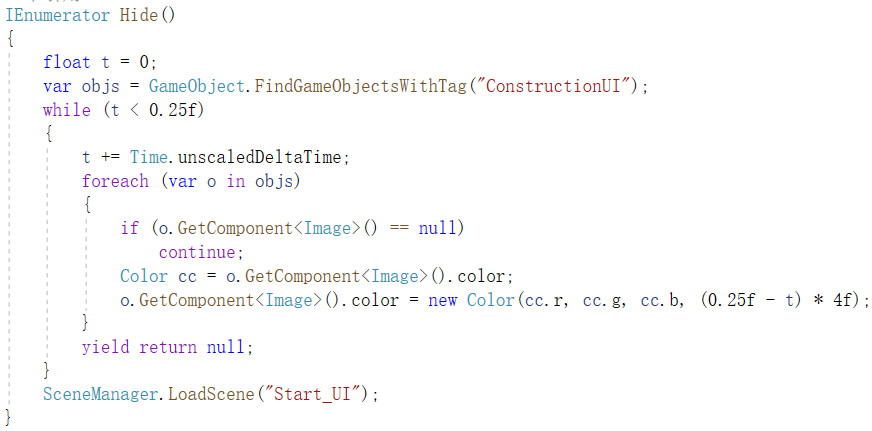 IEnumerator Hide()
{
    float t = 0;
    var objs = GameObject.FindGameObjectsWithTag("ConstructionUI");
    while (t < 0.25f)
    {
        t += Time.unscaledDeltaTime;
        foreach (var o in objs)
        {
            if (o.GetComponent<Image>() == null)
                continue;
            Color cc = o.GetComponent<Image>().color;
            o.GetComponent<Image>().color = new Color(cc.r, cc.g, cc.b, (0.25f - t) * 4f);
        }
        yield return null;
    }
    SceneManager.LoadScene("Start_UI");
}